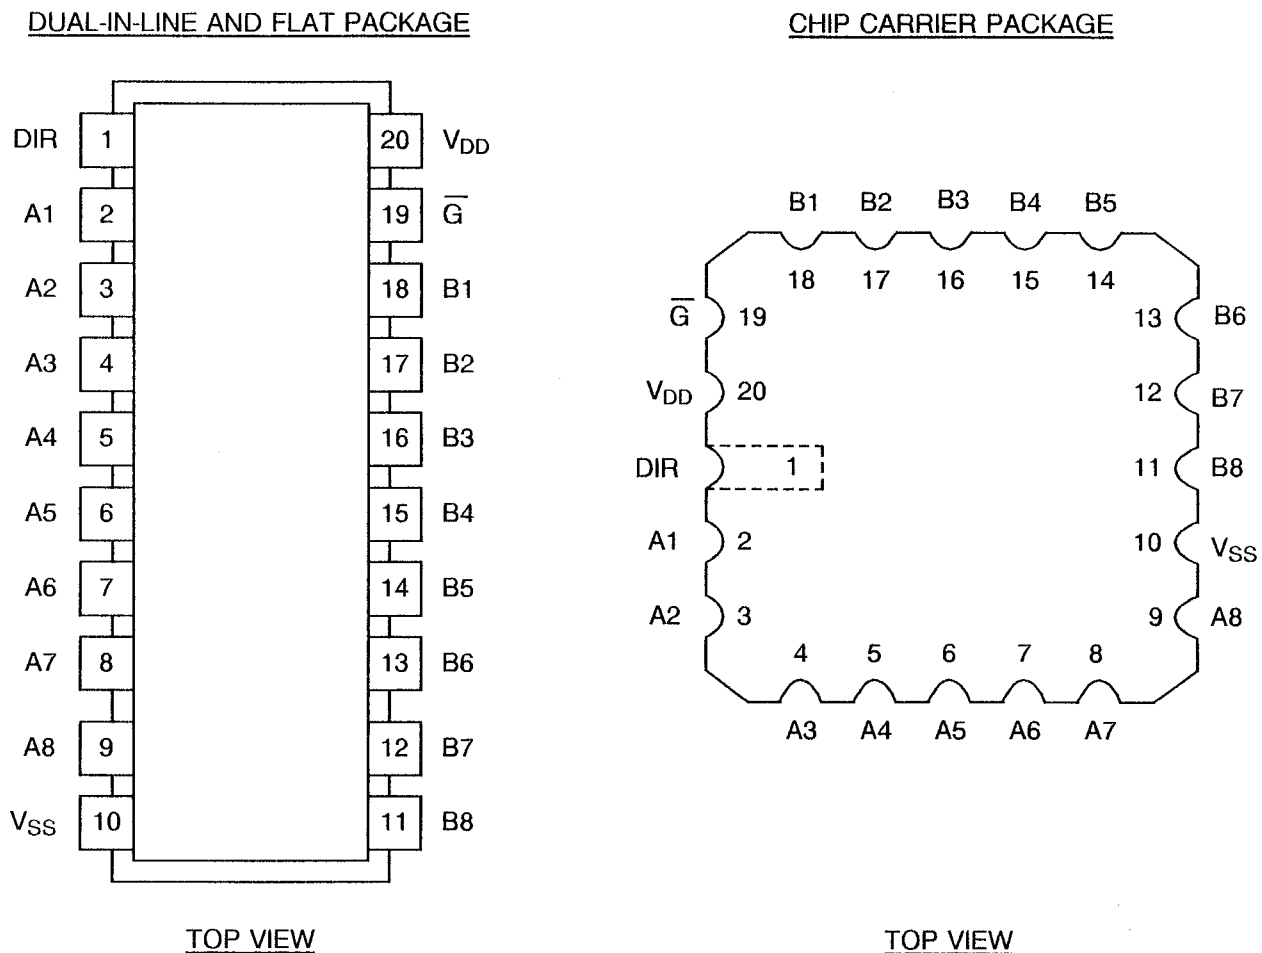 DUAL-IN-LINE AND FLAT PACKAGE
DIR 1 20 VDD
A1 2 19 G̅
A2 3 18 B1
A3 4 17 B2
A4 5 16 B3
A5 6 15 B4
A6 7 14 B5
A7 8 13 B6
A8 9 12 B7
VSS 10 11 B8
TOP VIEW
CHIP CARRIER PACKAGE
B1 B2 B3 B4 B5
18 17 16 15 14
G̅ 19 13 B6
VDD 20 12 B7
DIR 1 11 B8
A1 2 10 VSS
A2 3 9 A8
4 5 6 7 8
A3 A4 A5 A6 A7
TOP VIEW